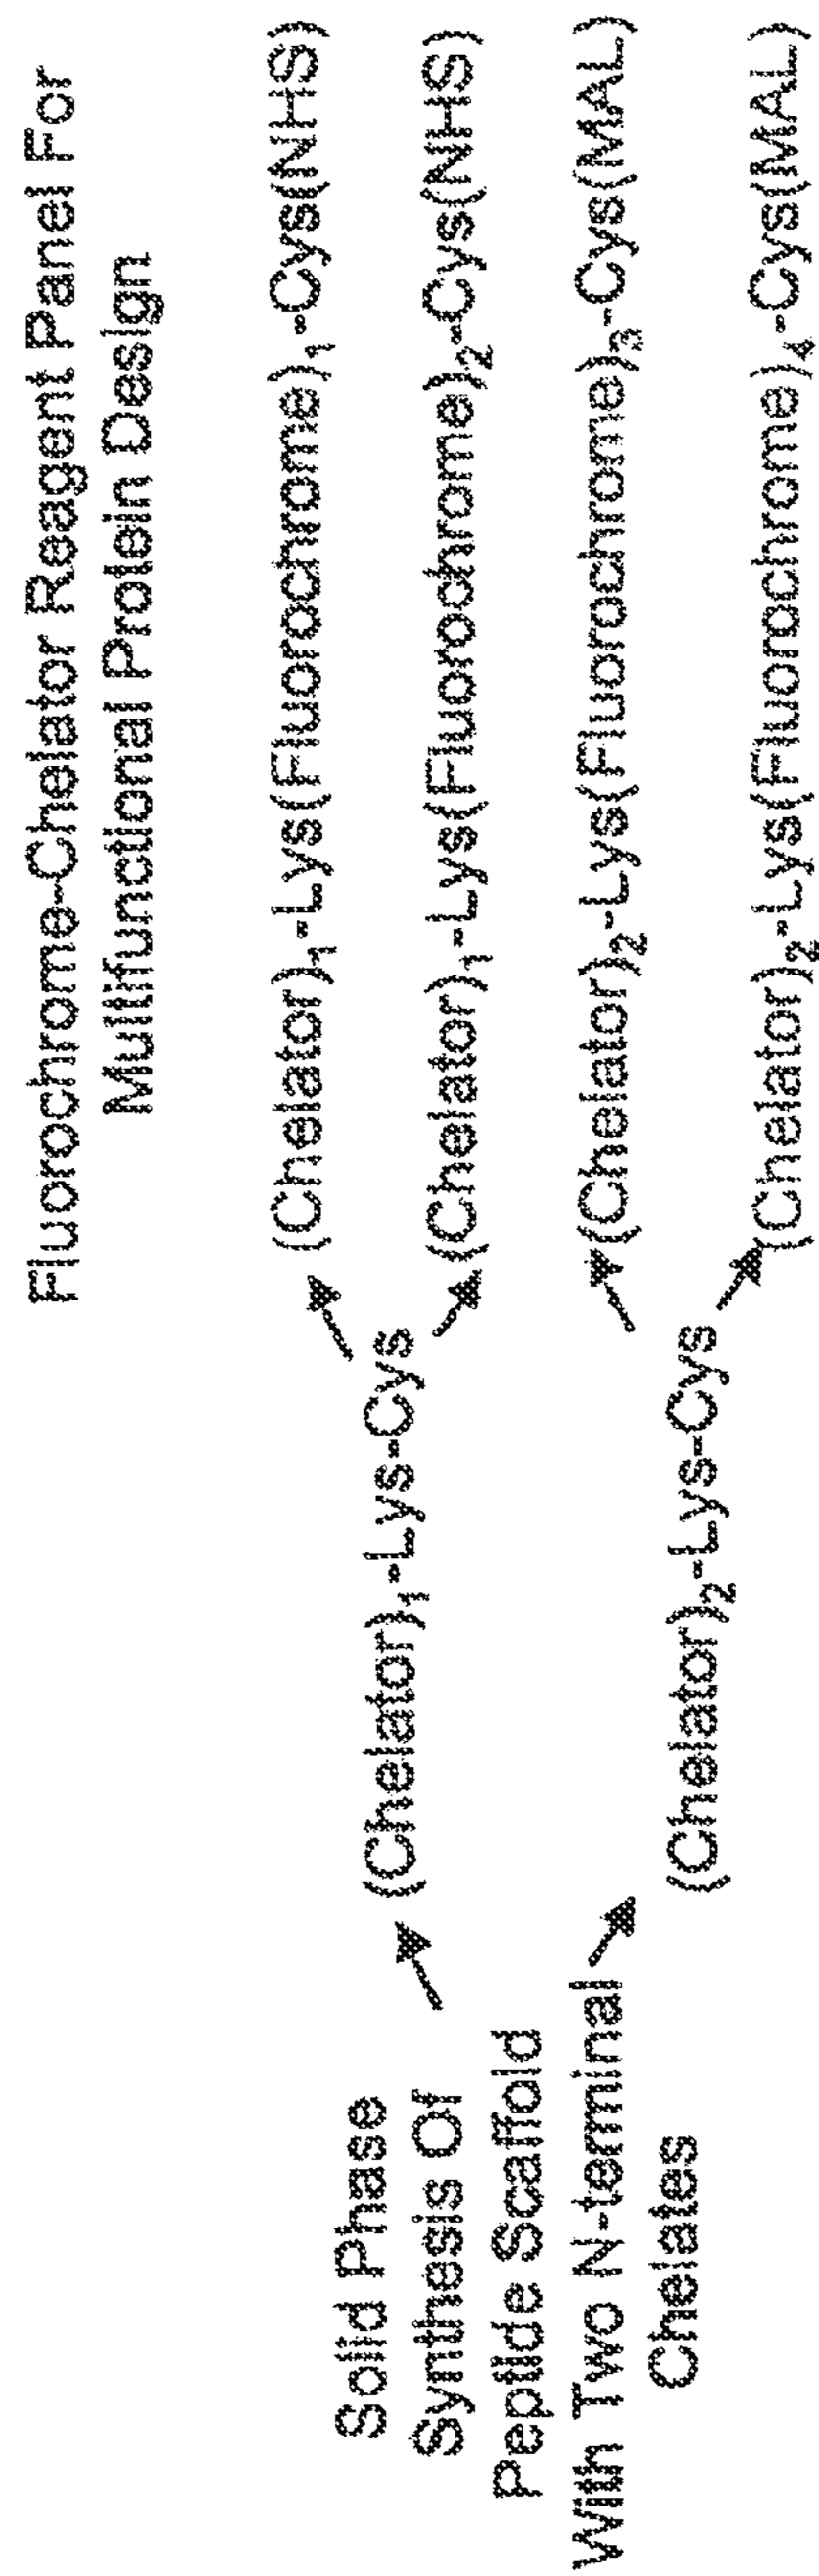 Fluorochrome-Chelator Reagent Panel For
Multifunctional Protein Design
Solid Phase
Synthesis Of
Peptide Scaffold
With Two N-terminal
Chelates
(Chelator)₁-Lys-Cys
(Chelator)₂-Lys-Cys
(Chelator)₁-Lys(Fluorochrome)₁-Cys(NHS)
(Chelator)₁-Lys(Fluorochrome)₂-Cys(NHS)
(Chelator)₂-Lys(Fluorochrome)₃-Cys(MAL)
(Chelator)₂-Lys(Fluorochrome)₄-Cys(MAL)